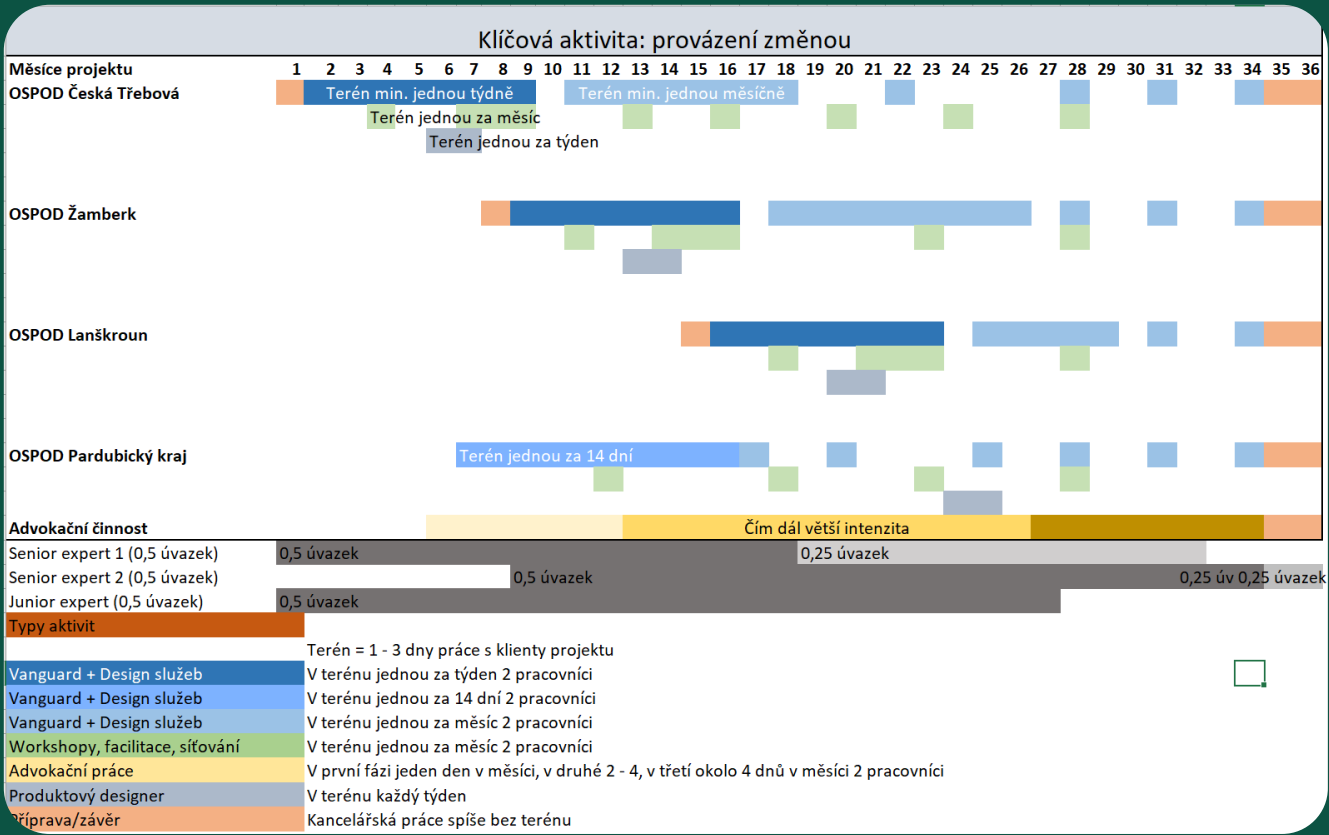 Klíčová aktivita: provázení změnou
Měsíce projektu 1 2 3 4 5 6 7 8 9 10 11 12 13 14 15 16 17 18 19 20 21 22 23 24 25 26 27 28 29 30 31 32 33 34 35 36
OSPOD Česká Třebová Terén min. jednou týdně Terén min. jednou měsíčně
Terén jednou za měsíc
Terén jednou za týden
OSPOD Žamberk
OSPOD Lanškroun
OSPOD Pardubický kraj Terén jednou za 14 dní
Advokační činnost Čím dál větší intenzita
Senior expert 1 (0,5 úvazek) 0,5 úvazek 0,25 úvazek
Senior expert 2 (0,5 úvazek) 0,5 úvazek 0,25 úv 0,25 úvazek
Junior expert (0,5 úvazek) 0,5 úvazek
Typy aktivit
Terén = 1 - 3 dny práce s klienty projektu
Vanguard + Design služeb V terénu jednou za týden 2 pracovníci
Vanguard + Design služeb V terénu jednou za 14 dní 2 pracovníci
Vanguard + Design služeb V terénu jednou za měsíc 2 pracovníci
Workshopy, facilitace, síťování V terénu jednou za měsíc 2 pracovníci
Advokační práce V první fázi jeden den v měsíci, v druhé 2 - 4, v třetí okolo 4 dnů v měsíci 2 pracovníci
Produktový designer V terénu každý týden
Příprava/závěr Kancelářská práce spíše bez terénu